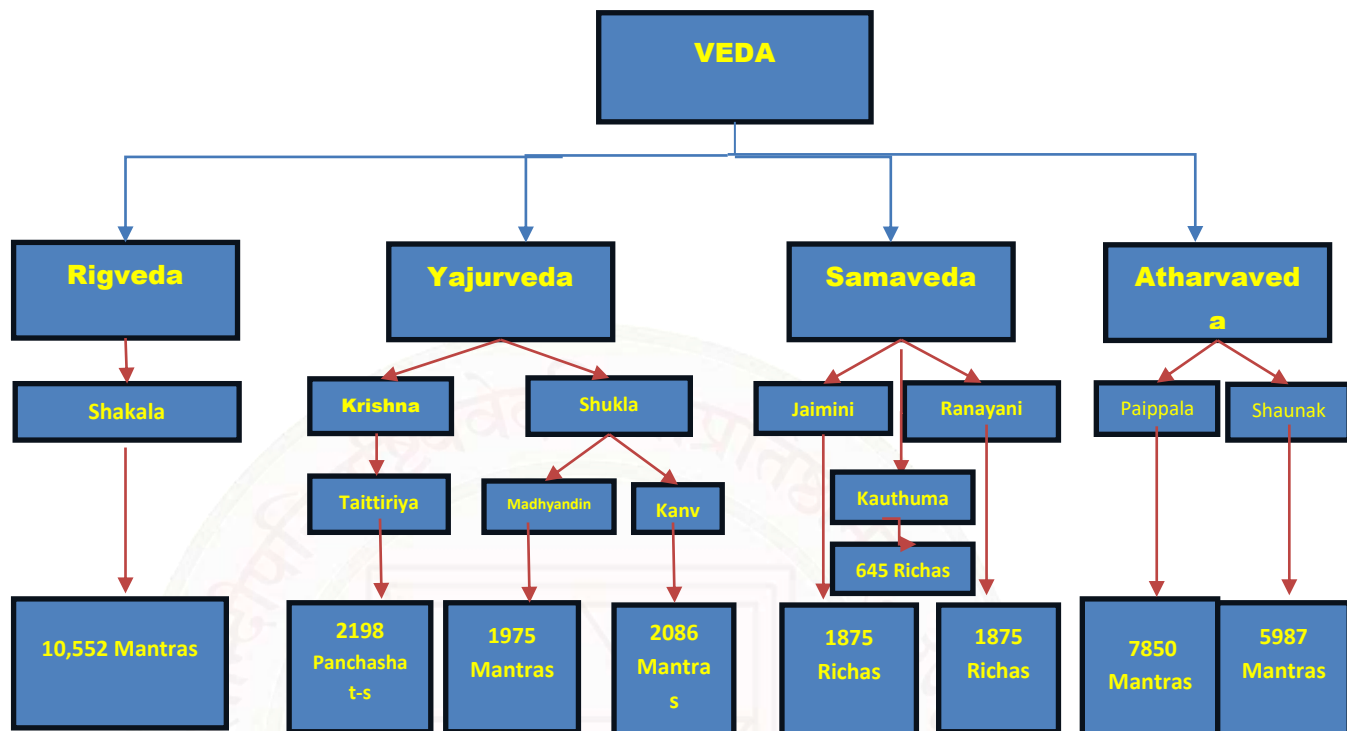 VEDA
Rigveda
Yajurveda
Samaveda
Atharvaved
a
Shakala
Krishna
Shukla
Jaimini
Ranayani
Paippala
Shaunak
Taittiriya
Madhyandin
Kanv
Kauthuma
645 Richas
10,552 Mantras
2198
Panchasha
t-s
1975
Mantras
2086
Mantra
s
1875
Richas
1875
Richas
7850
Mantras
5987
Mantras